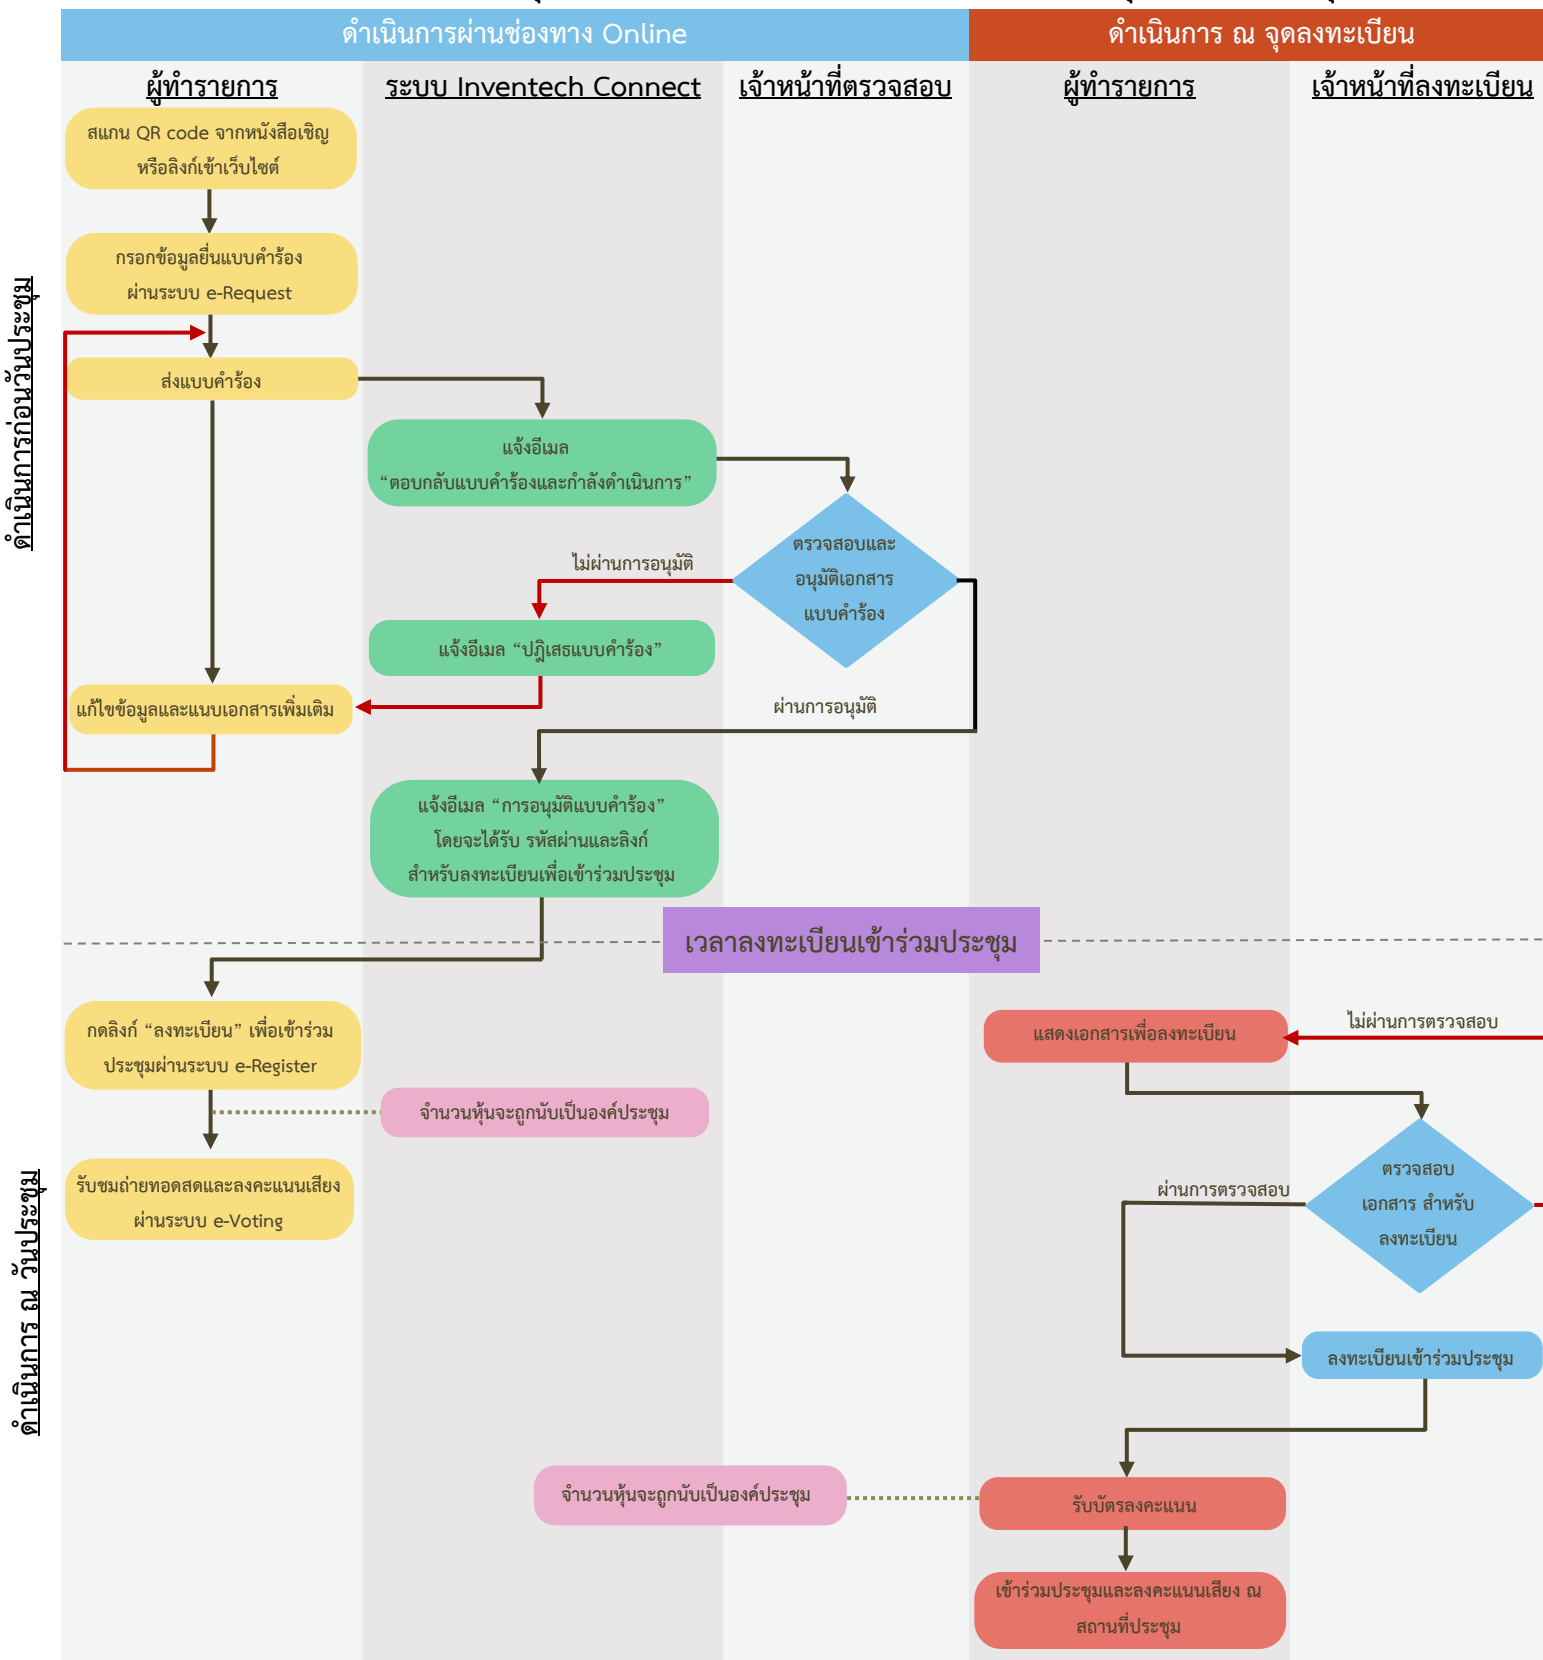 ดำเนินการผ่านช่องทาง Online
ดำเนินการ ณ จุดลงทะเบียน
ผู้ทำรายการ
ระบบ Inventech Connect
เจ้าหน้าที่ตรวจสอบ
ผู้ทำรายการ
เจ้าหน้าที่ลงทะเบียน
ดำเนินการก่อนวันประชุม
สแกน QR code จากหนังสือเชิญ
หรือลิงก์เข้าเว็บไซต์
กรอกข้อมูลยื่นแบบคำร้อง
ผ่านระบบ e-Request
ส่งแบบคำร้อง
แจ้งอีเมล
“ตอบกลับแบบคำร้องและกำลังดำเนินการ”
ตรวจสอบและ
อนุมัติเอกสาร
แบบคำร้อง
ไม่ผ่านการอนุมัติ
แจ้งอีเมล “ปฎิเสธแบบคำร้อง”
แก้ไขข้อมูลและแนบเอกสารเพิ่มเติม
ผ่านการอนุมัติ
แจ้งอีเมล “การอนุมัติแบบคำร้อง”
โดยจะได้รับ รหัสผ่านและลิงก์
สำหรับลงทะเบียนเพื่อเข้าร่วมประชุม
เวลาลงทะเบียนเข้าร่วมประชุม
ดำเนินการ ณ วันประชุม
กดลิงก์ “ลงทะเบียน” เพื่อเข้าร่วม
ประชุมผ่านระบบ e-Register
จำนวนหุ้นจะถูกนับเป็นองค์ประชุม
รับชมถ่ายทอดสดและลงคะแนนเสียง
ผ่านระบบ e-Voting
แสดงเอกสารเพื่อลงทะเบียน
ไม่ผ่านการตรวจสอบ
ตรวจสอบ
เอกสาร สำหรับ
ลงทะเบียน
ผ่านการตรวจสอบ
ลงทะเบียนเข้าร่วมประชุม
จำนวนหุ้นจะถูกนับเป็นองค์ประชุม
รับบัตรลงคะแนน
เข้าร่วมประชุมและลงคะแนนเสียง ณ
สถานที่ประชุม